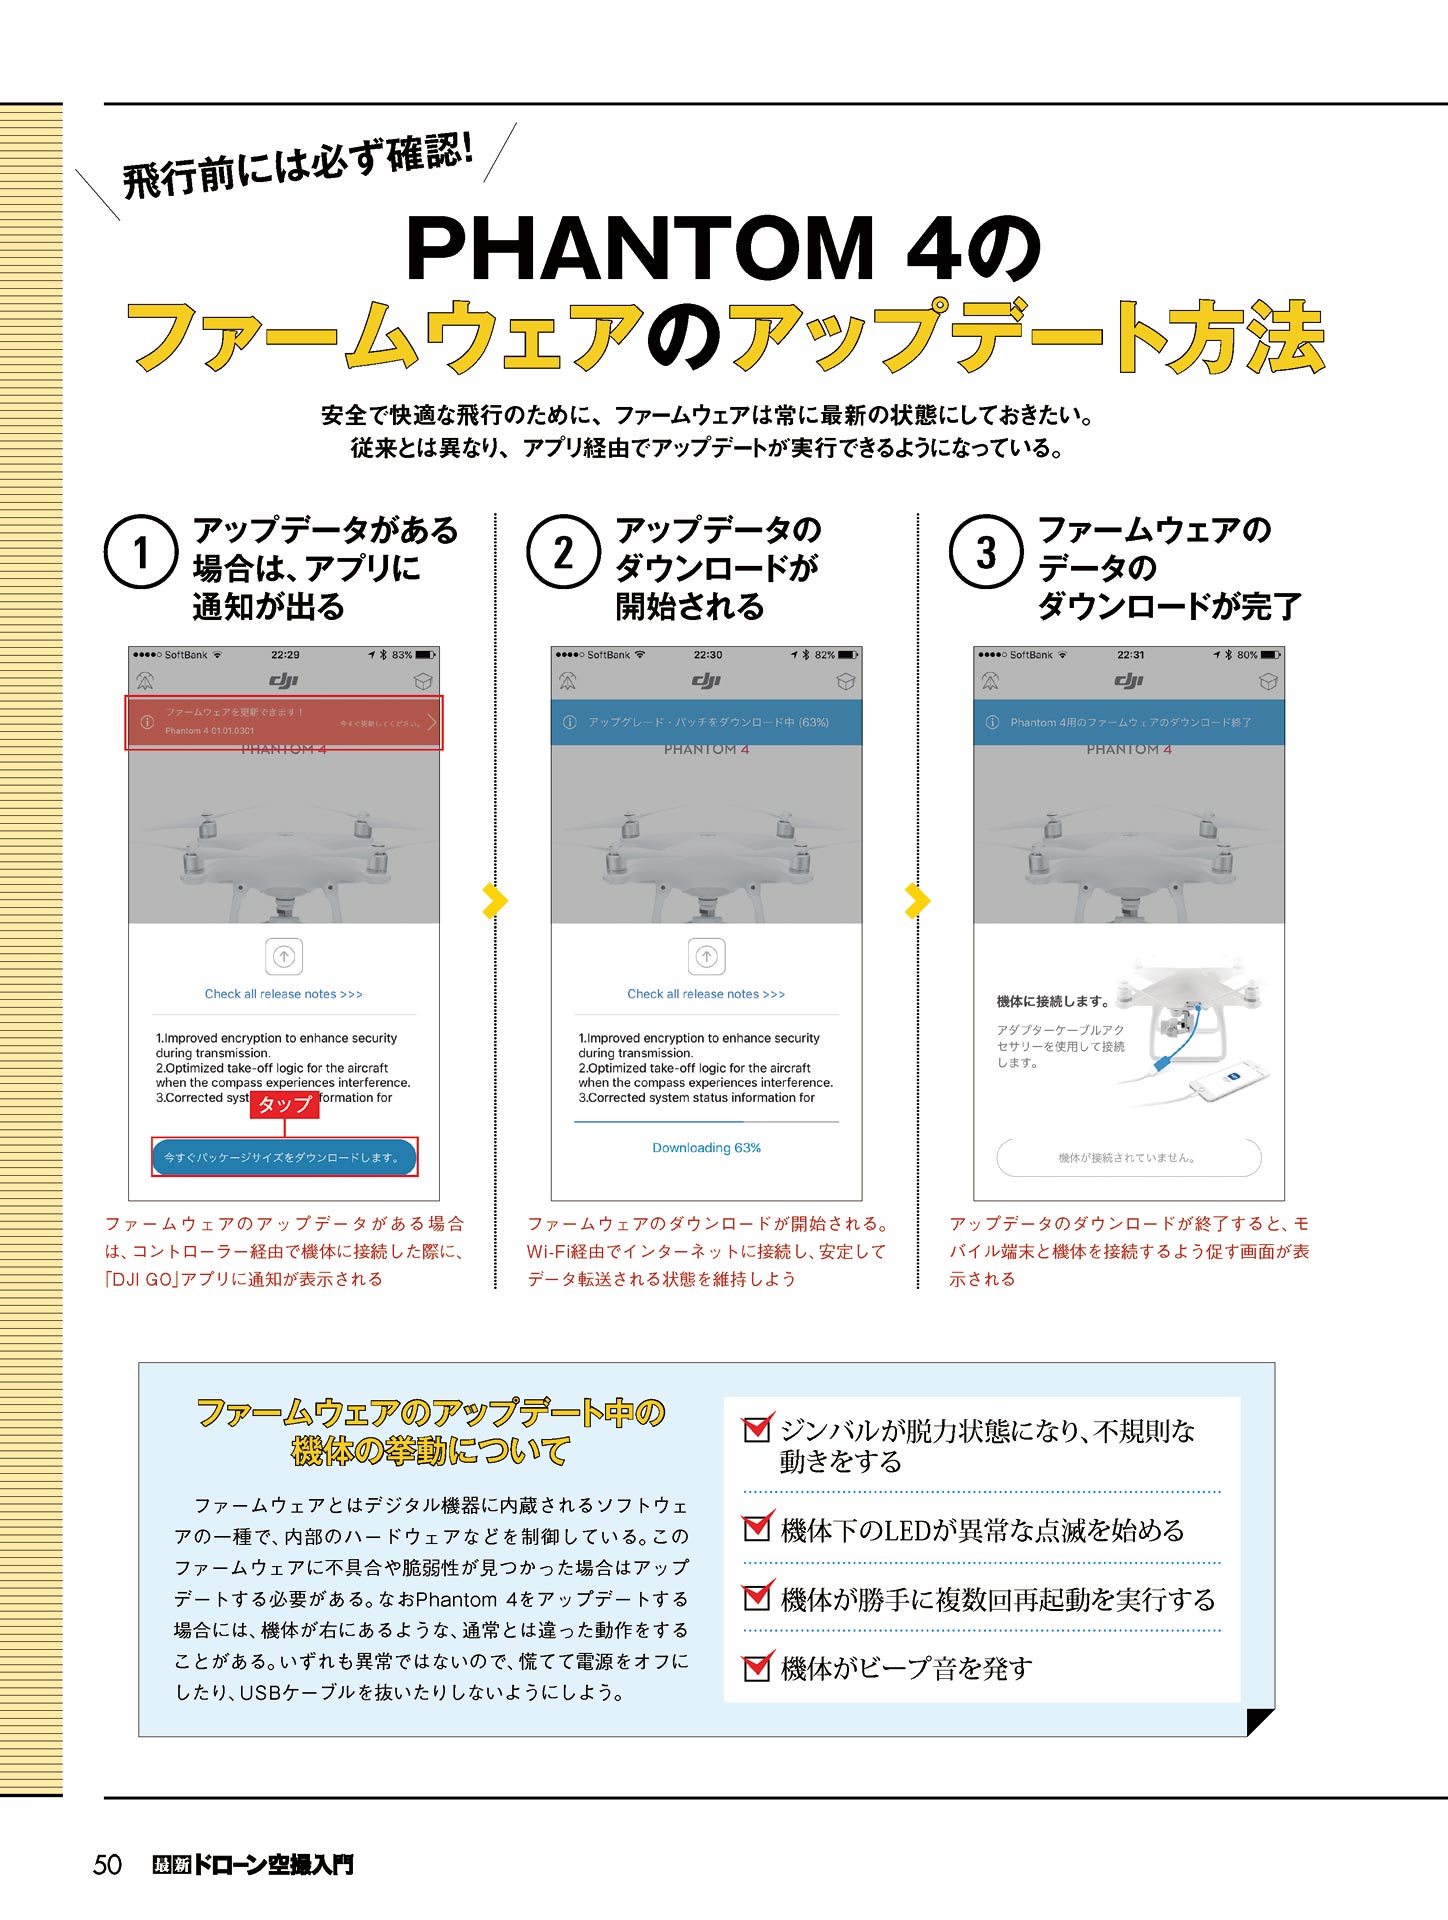 飛行前には必ず確認!
PHANTOM 4の
ファームウェアのアップデート方法
安全で快適な飛行のために、ファームウェアは常に最新の状態にしておきたい。
従来とは異なり、アプリ経由でアップデートが実行できるようになっている。
1
アップデータがある
場合は、アプリに
通知が出る
●●●●○ SoftBank 22:29 83%
dji
ファームウェアを更新できます!
今すぐ更新してください。
Phantom 4 01.01.0301
PHANTOM 4
Check all release notes >>>
1.Improved encryption to enhance security
during transmission.
2.Optimized take-off logic for the aircraft
when the compass experiences interference.
3.Corrected syst
formation for
タップ
今すぐパッケージサイズをダウンロードします。
ファームウェアのアップデータがある場合
は、コントローラー経由で機体に接続した際に、
「DJI GO」アプリに通知が表示される
2
アップデータの
ダウンロードが
開始される
●●●●○ SoftBank 22:30 82%
dji
アップグレード・パッチをダウンロード中 (63%)
PHANTOM 4
Check all release notes >>>
1.Improved encryption to enhance security
during transmission.
2.Optimized take-off logic for the aircraft
when the compass experiences interference.
3.Corrected system status information for
Downloading 63%
ファームウェアのダウンロードが開始される。
Wi-Fi経由でインターネットに接続し、安定して
データ転送される状態を維持しよう
3
ファームウェアの
データの
ダウンロードが完了
●●●●○ SoftBank 22:31 80%
dji
Phantom 4用のファームウェアのダウンロード終了
PHANTOM 4
機体に接続します。
アダプターケーブルアク
セサリーを使用して接続
します。
機体が接続されていません。
アップデータのダウンロードが終了すると、モ
バイル端末と機体を接続するよう促す画面が表
示される
ファームウェアのアップデート中の
機体の挙動について
ファームウェアとはデジタル機器に内蔵されるソフトウェ
アの一種で、内部のハードウェアなどを制御している。この
ファームウェアに不具合や脆弱性が見つかった場合はアップ
デートする必要がある。なおPhantom 4をアップデートする
場合には、機体が右にあるような、通常とは違った動作をする
ことがある。いずれも異常ではないので、慌てて電源をオフに
したり、USBケーブルを抜いたりしないようにしよう。
ジンバルが脱力状態になり、不規則な
動きをする
機体下のLEDが異常な点滅を始める
機体が勝手に複数回再起動を実行する
機体がビープ音を発す
50 最新ドローン空撮入門